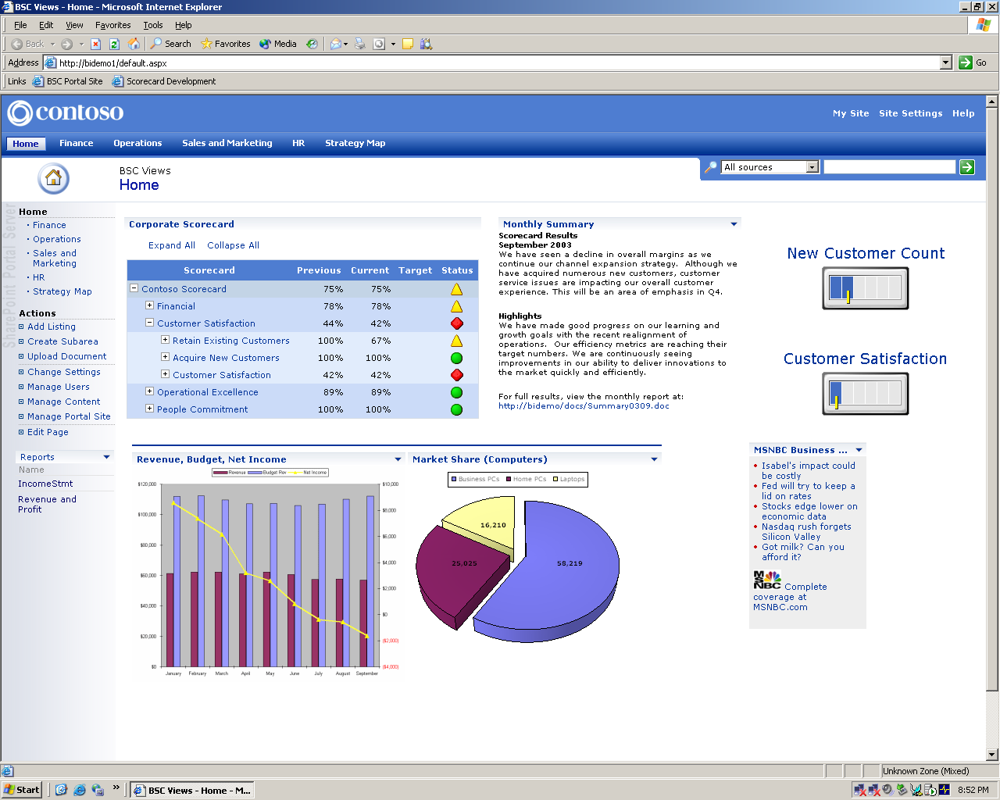 BSC Views - Home - Microsoft Internet Explorer
File Edit View Favorites Tools Help
Back Search Favorites Media
Address http://bidemo1/default.aspx Go
Links BSC Portal Site Scorecard Development
contoso
My Site Site Settings Help
Home Finance Operations Sales and Marketing HR Strategy Map
BSC Views
Home
All sources
SharePoint Portal Server
Home
Finance
Operations
Sales and
Marketing
HR
Strategy Map
Actions
Add Listing
Create Subarea
Upload Document
Change Settings
Manage Users
Manage Content
Manage Portal Site
Edit Page
Reports
Name
IncomeStmt
Revenue and
Profit
Corporate Scorecard
Expand All Collapse All
Scorecard Previous Current Target Status
Contoso Scorecard 75% 75%
Financial 78% 78%
Customer Satisfaction 44% 42%
Retain Existing Customers 100% 67%
Acquire New Customers 100% 100%
Customer Satisfaction 42% 42%
Operational Excellence 89% 89%
People Commitment 100% 100%
Monthly Summary
Scorecard Results
September 2003
We have seen a decline in overall margins as we
continue our channel expansion strategy. Although we
have acquired numerous new customers, customer
service issues are impacting our overall customer
experience. This will be an area of emphasis in Q4.
Highlights
We have made good progress on our learning and
growth goals with the recent realignment of
operations. Our efficiency metrics are reaching their
target numbers. We are continuously seeing
improvements in our ability to deliver innovations to
the market quickly and efficiently.
For full results, view the monthly report at:
http://bidemo/docs/Summary0309.doc
New Customer Count
Customer Satisfaction
Revenue, Budget, Net Income
Revenue Budget Rev Net Income
$120,000 $10,000
$100,000 $8,000
$80,000 $6,000
$60,000 $4,000
$40,000 $2,000
$20,000 $0
$0 ($2,000)
($4,000)
January February March April May June July August September
Market Share (Computers)
Business PCs Home PCs Laptops
16,210
25,025
58,219
MSNBC Business ...
Isabel's impact could
be costly
Fed will try to keep a
lid on rates
Stocks edge lower on
economic data
Nasdaq rush forgets
Silicon Valley
Got milk? Can you
afford it?
MSNBC Complete
coverage at
MSNBC.com
Unknown Zone (Mixed)
Start BSC Views - Home - M... 8:52 PM